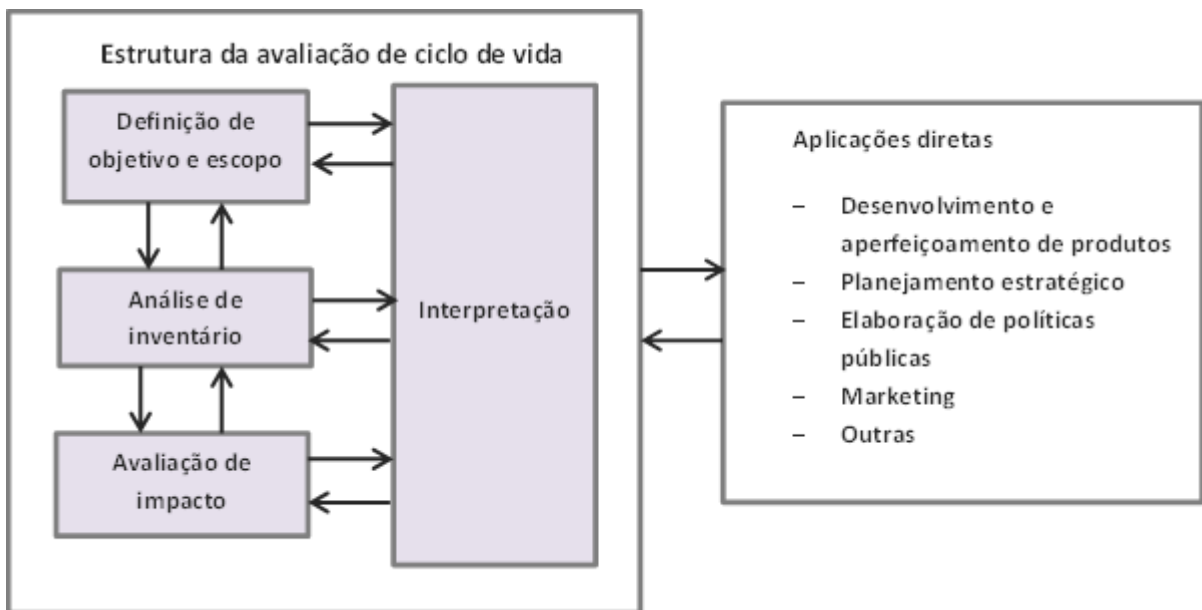 Estrutura da avaliação de ciclo de vida
Definição de
objetivo e escopo
Análise de
inventário
Avaliação de
impacto
Interpretação
Aplicações diretas
– Desenvolvimento e
aperfeiçoamento de produtos
– Planejamento estratégico
– Elaboração de políticas
públicas
– Marketing
– Outras